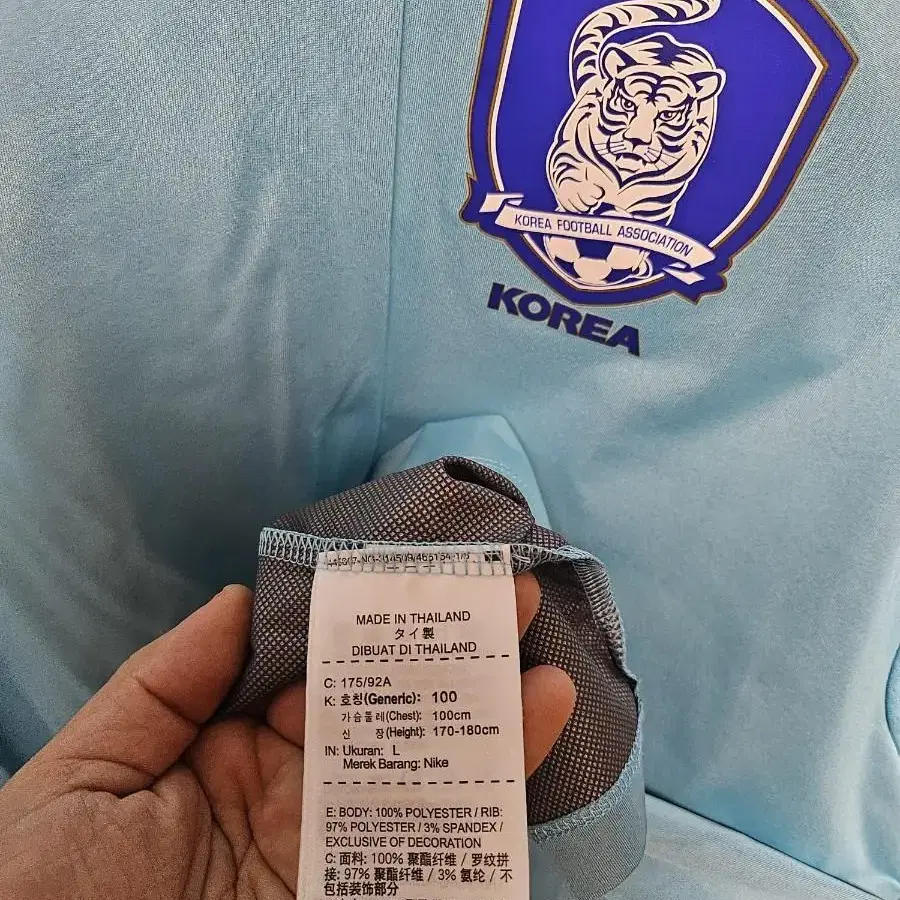 KOREA FOOTBALL ASSOCIATION
KOREA
MADE IN THAILAND
タイ製
DIBUAT DI THAILAND
C: 175/92A
K: 호칭(Generic): 100
가슴둘레(Chest): 100cm
신 장(Height): 170-180cm
IN: Ukuran: L
Merek Barang: Nike
E: BODY: 100% POLYESTER / RIB:
97% POLYESTER / 3% SPANDEX /
EXCLUSIVE OF DECORATION
C: 面料: 100% 聚酯纤维 / 罗纹拼
接: 97% 聚酯纤维 / 3% 氨纶 / 不
包括装饰部分